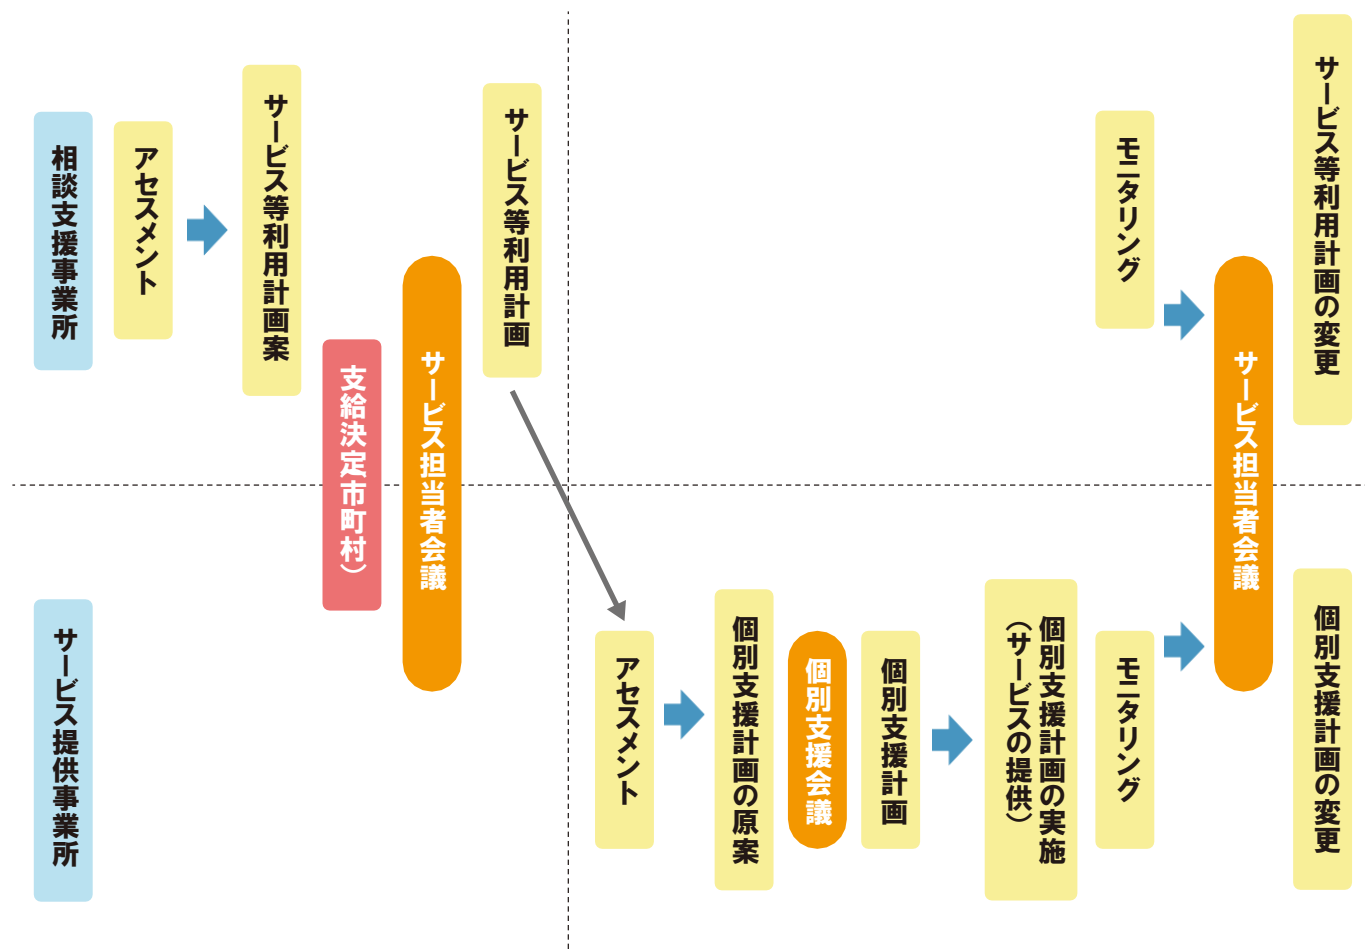 相談支援事業所
アセスメント
サービス等利用計画案
支給決定市町村）
サービス担当者会議
サービス等利用計画
モニタリング
サービス担当者会議
サービス等利用計画の変更
サービス提供事業所
アセスメント
個別支援計画の原案
個別支援会議
個別支援計画
個別支援計画の実施
（サービスの提供）
モニタリング
個別支援計画の変更